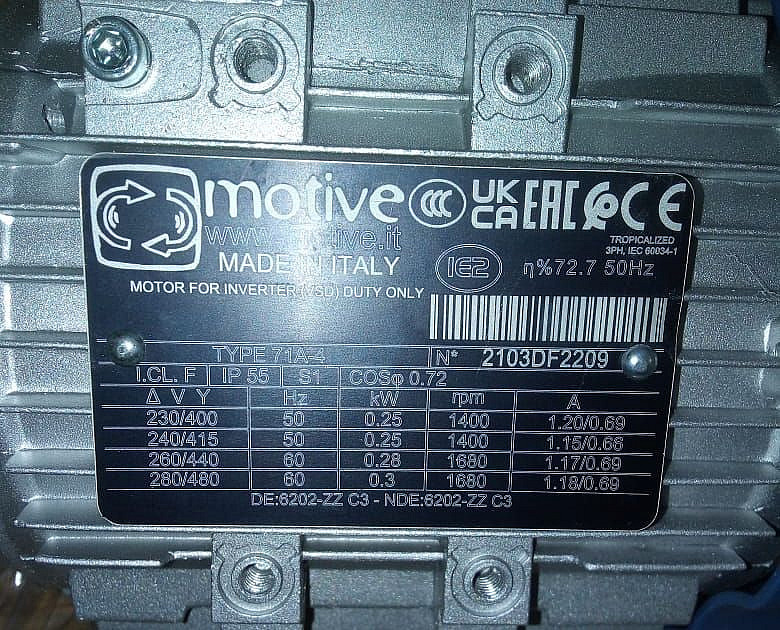 motive CCC UK CA EAC CE
www.motive.it
TROPICALIZED
3PH, IEC 60034-1
MADE IN ITALY IE2 η%72.7 50Hz
MOTOR FOR INVERTER (VSD) DUTY ONLY
TYPE 71A-4 N° 2103DF2209
I.CL. F IP 55 S1 COSφ 0.72
Δ V Y Hz kW rpm A
230/400 50 0.25 1400 1.20/0.69
240/415 50 0.25 1400 1.15/0.66
260/440 60 0.28 1680 1.17/0.69
280/480 60 0.3 1680 1.18/0.69
DE:6202-ZZ C3 - NDE:6202-ZZ C3